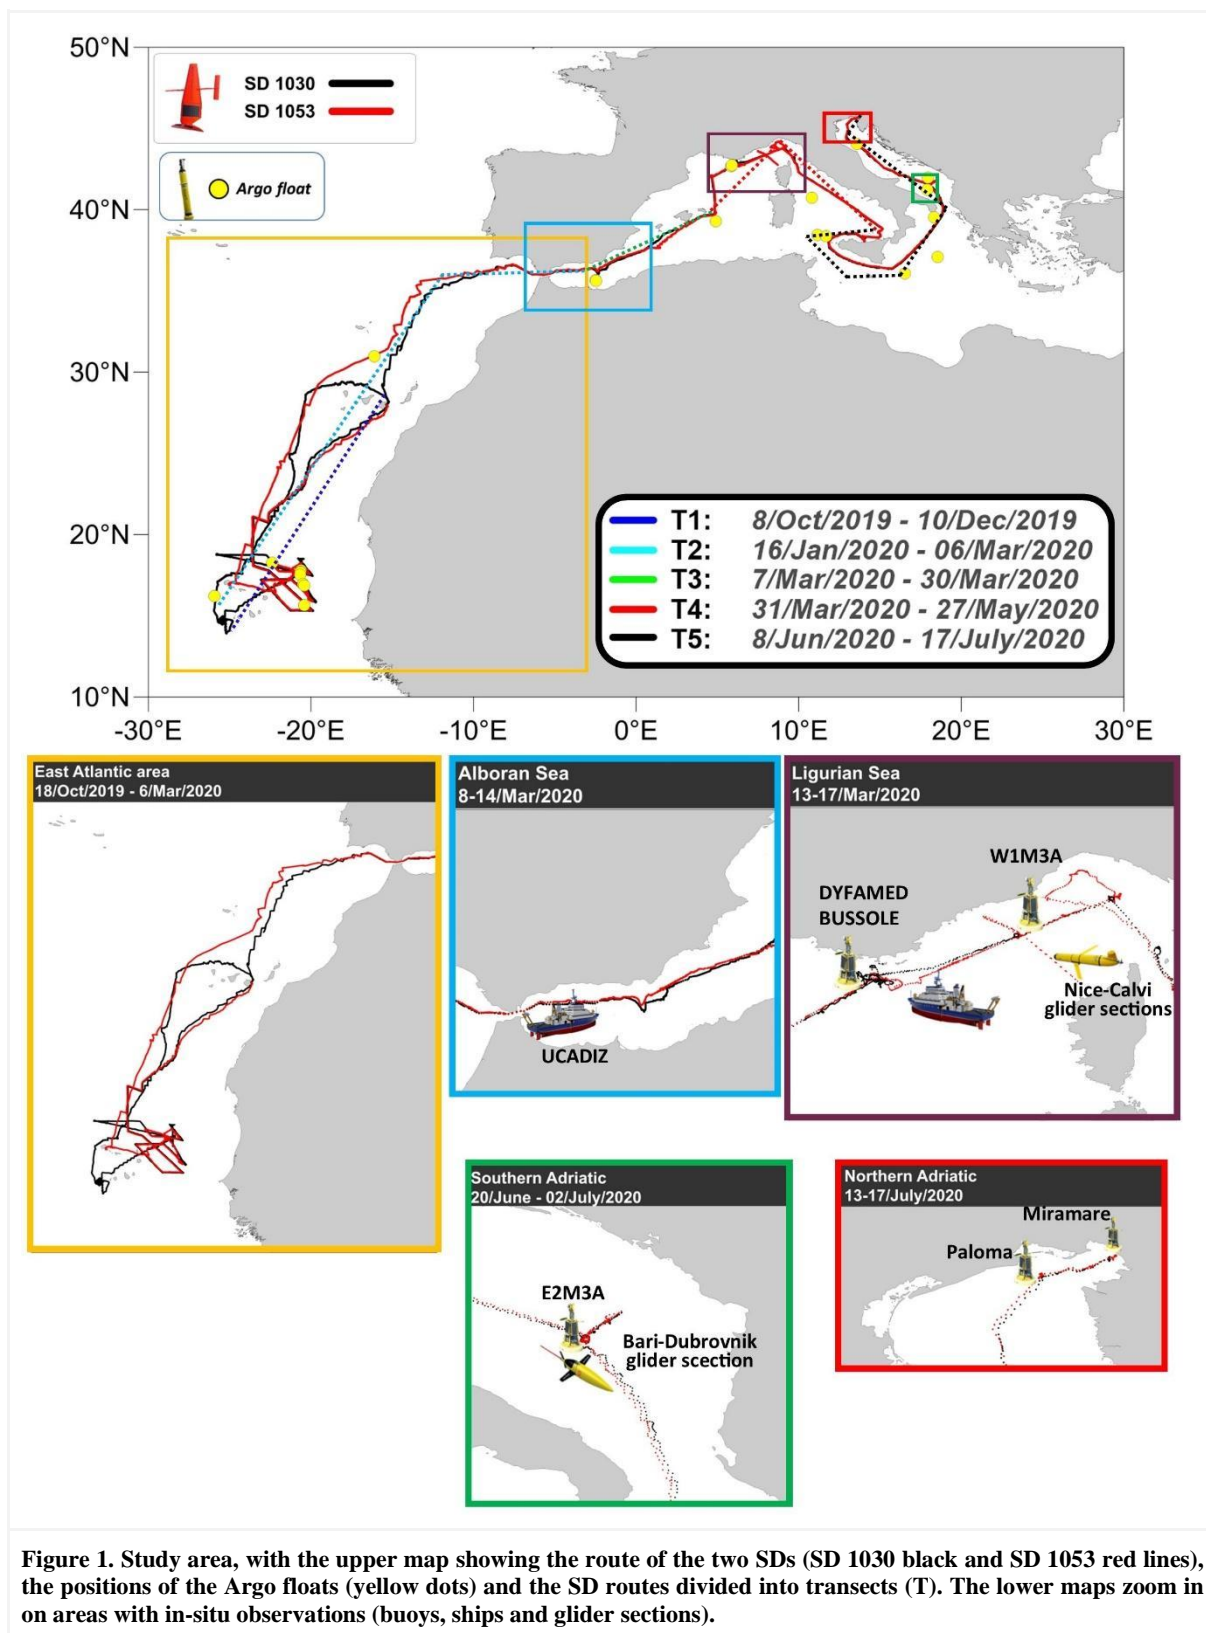 50°N
40°N
30°N
20°N
10°N
-30°E
-20°E
-10°E
0°E
10°E
20°E
30°E
SD 1030
SD 1053
Argo float
T1: 8/Oct/2019 - 10/Dec/2019
T2: 16/Jan/2020 - 06/Mar/2020
T3: 7/Mar/2020 - 30/Mar/2020
T4: 31/Mar/2020 - 27/May/2020
T5: 8/Jun/2020 - 17/July/2020
East Atlantic area
18/Oct/2019 - 6/Mar/2020
Alboran Sea
8-14/Mar/2020
UCADIZ
Ligurian Sea
13-17/Mar/2020
W1M3A
DYFAMED
BUSSOLE
Nice-Calvi
glider sections
Southern Adriatic
20/June - 02/July/2020
E2M3A
Bari-Dubrovnik
glider scection
Northern Adriatic
13-17/July/2020
Miramare
Paloma
Figure 1. Study area, with the upper map showing the route of the two SDs (SD 1030 black and SD 1053 red lines),
the positions of the Argo floats (yellow dots) and the SD routes divided into transects (T). The lower maps zoom in
on areas with in-situ observations (buoys, ships and glider sections).